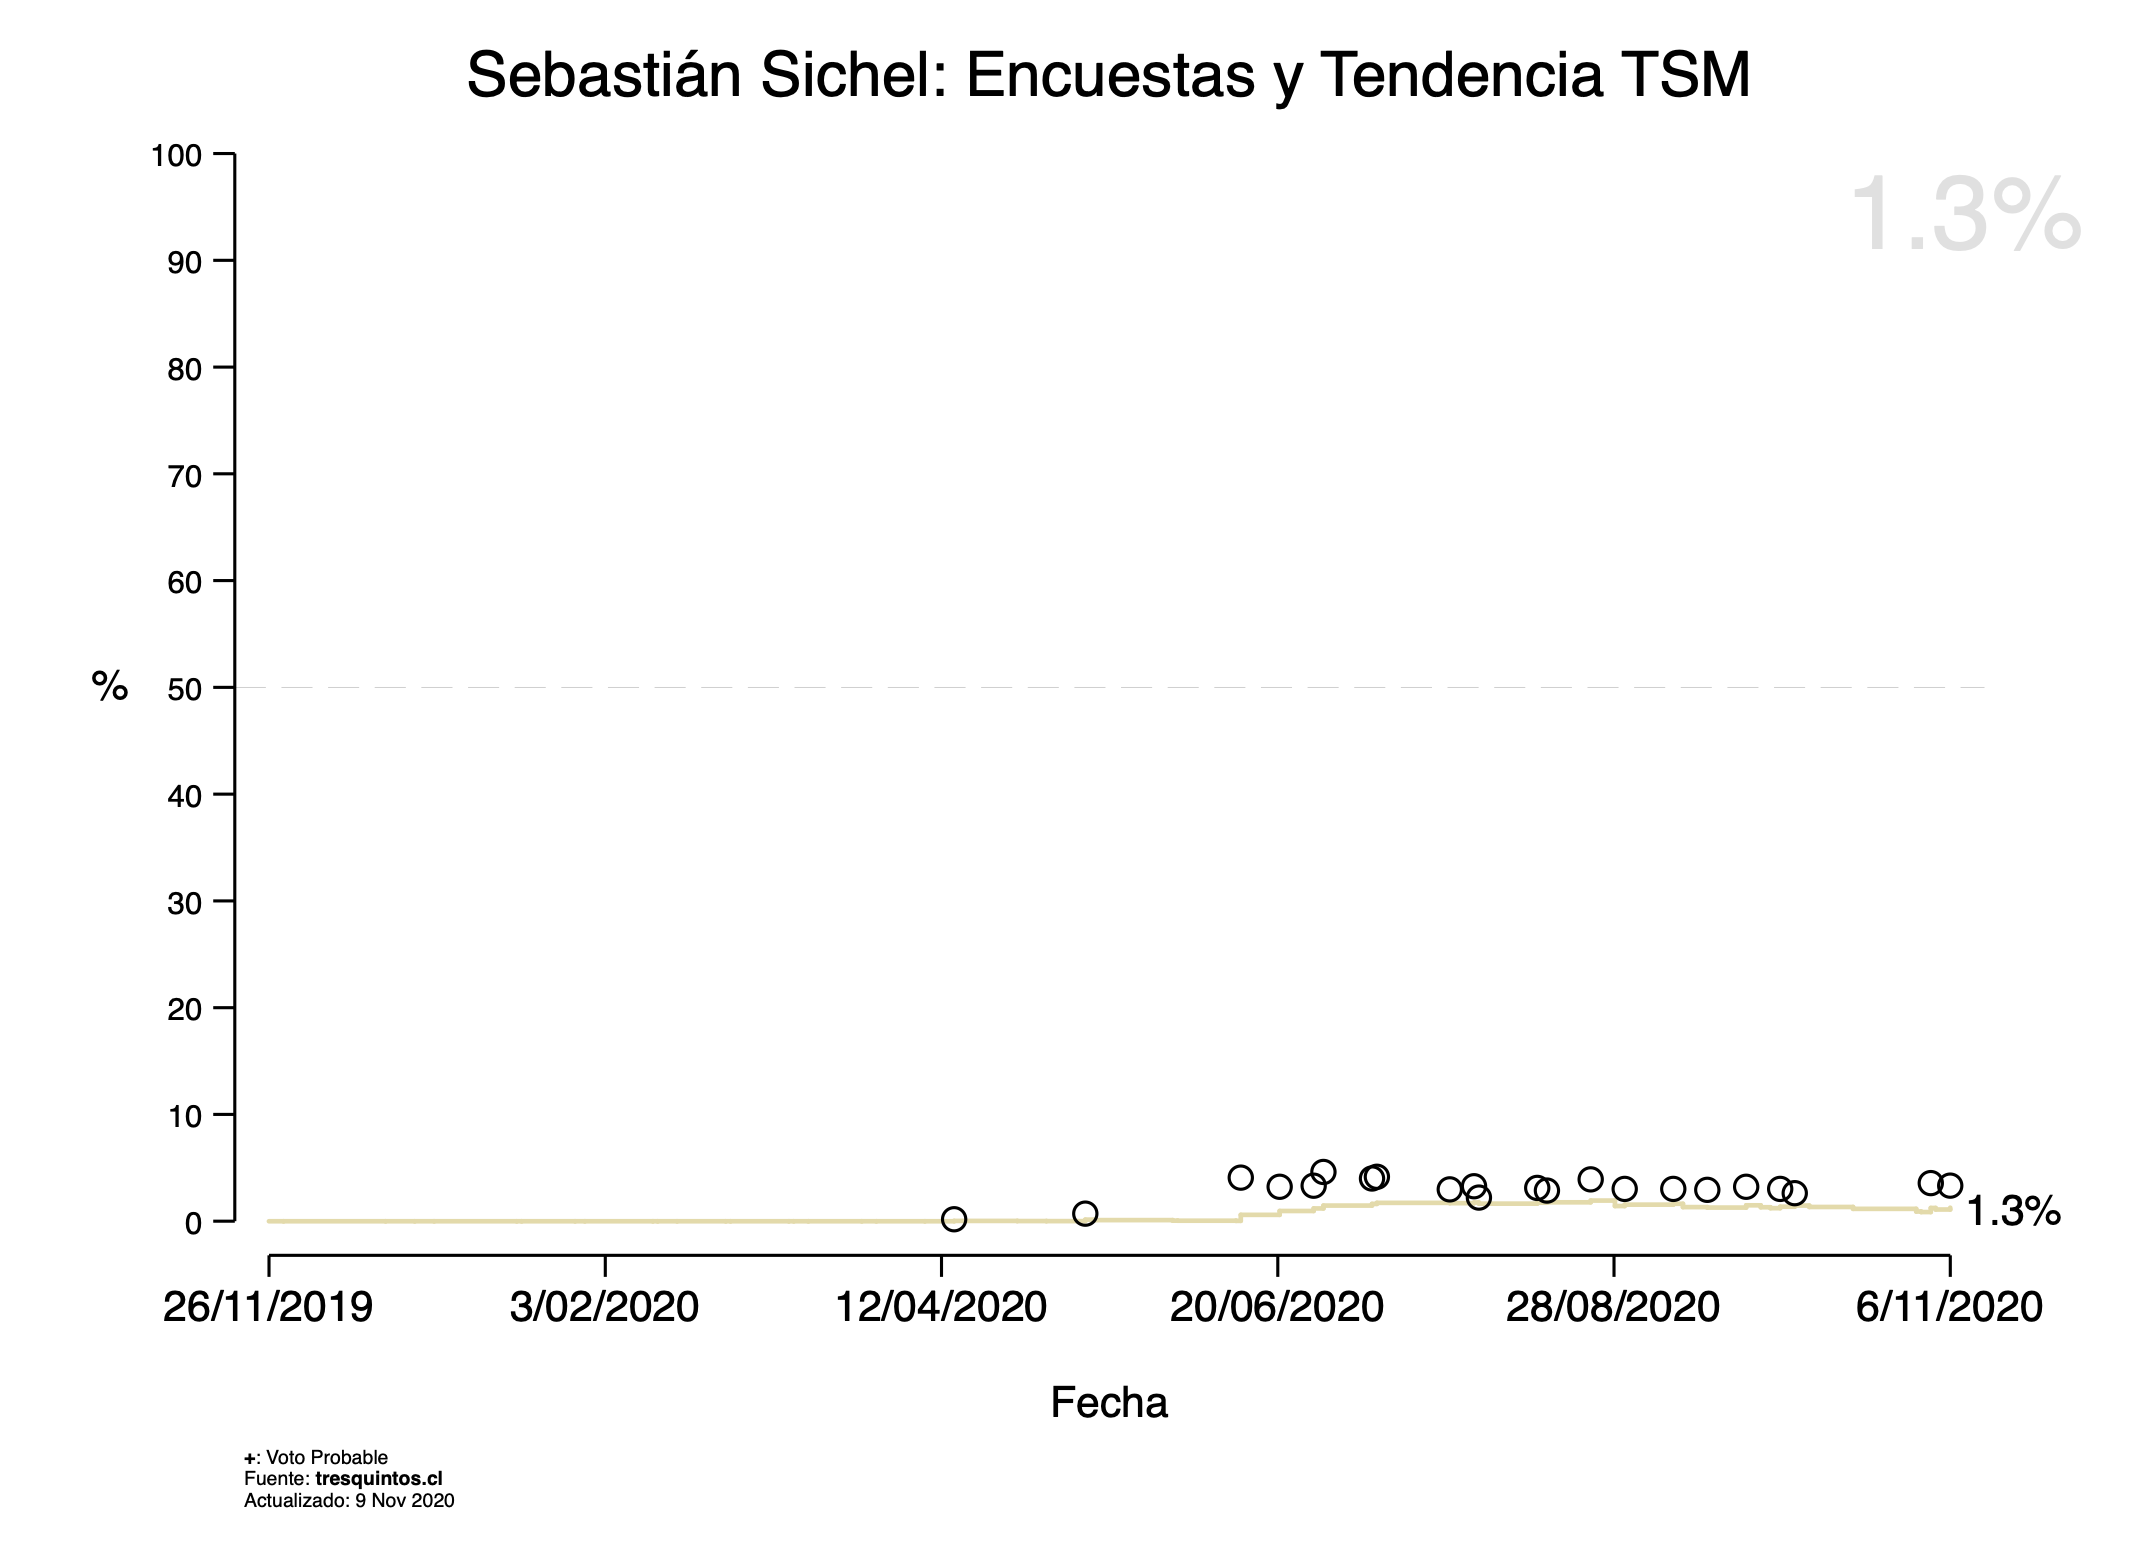 Sebastián Sichel: Encuestas y Tendencia TSM
1.3%
100
90
80
70
60
% 50
40
30
20
10
0
1.3%
26/11/2019 3/02/2020 12/04/2020 20/06/2020 28/08/2020 6/11/2020
Fecha
+: Voto Probable
Fuente: tresquintos.cl
Actualizado: 9 Nov 2020